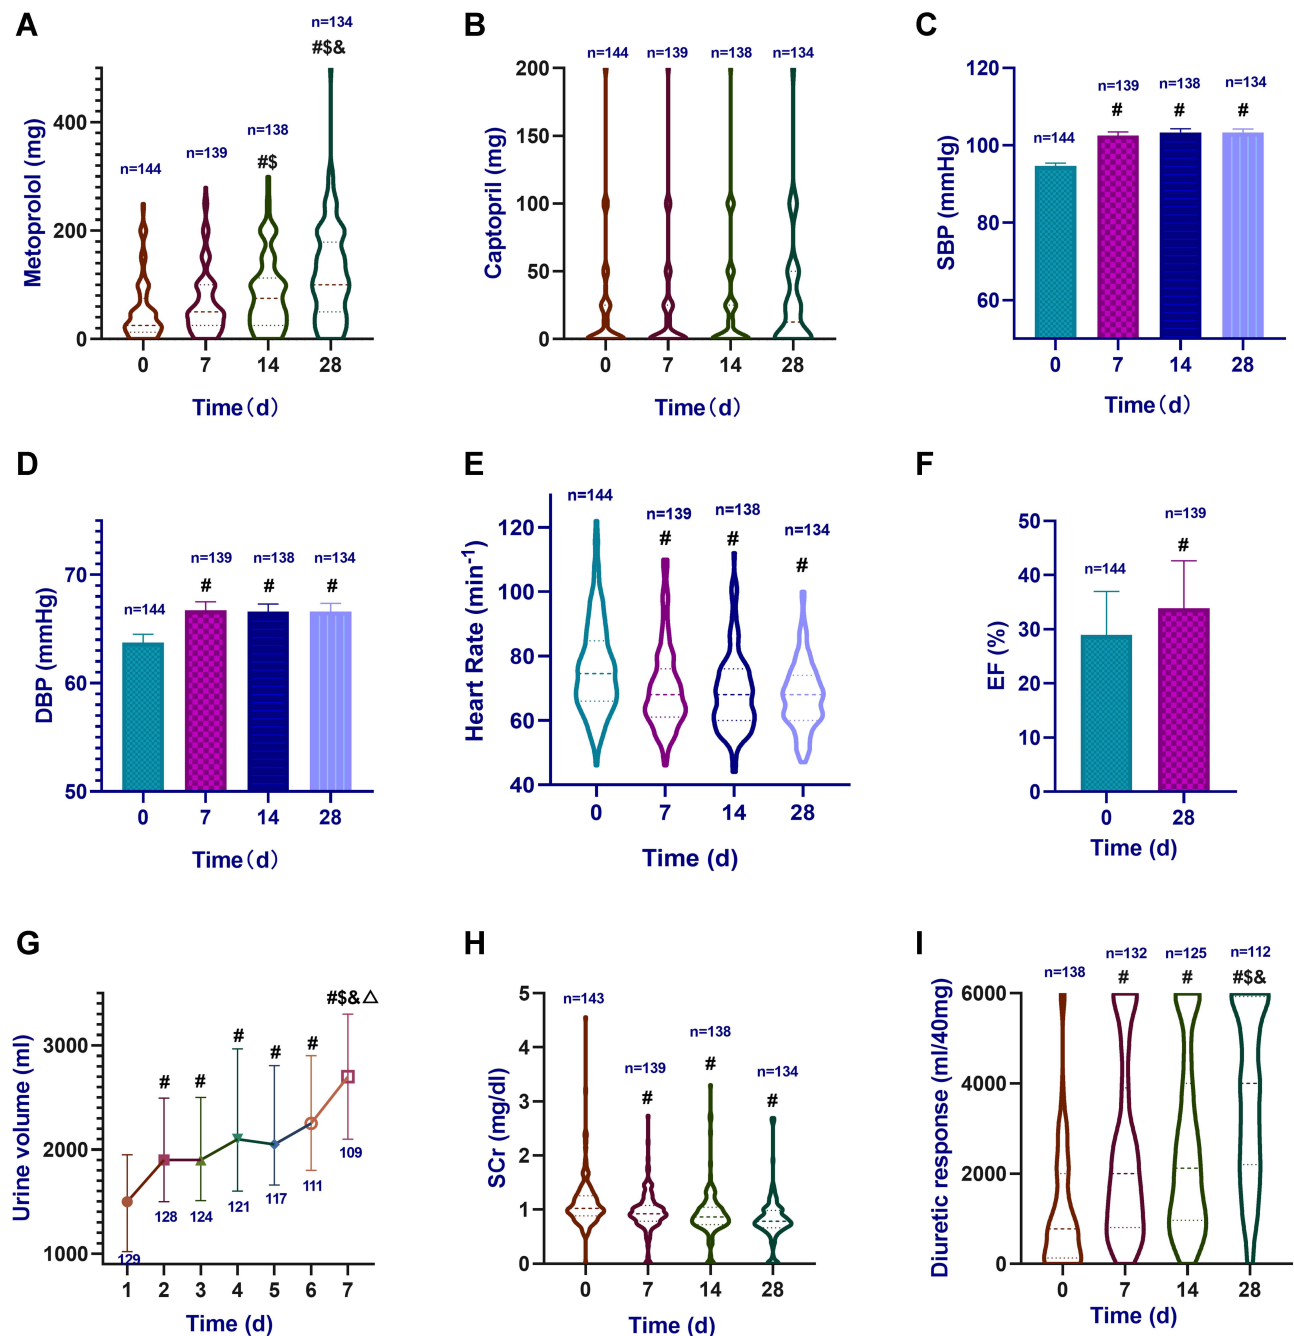 A
n=134
#$&
n=138
#$
n=139
n=144
Metoprolol (mg)
400
200
0
0 7 14 28
Time（d）
B
n=144 n=139 n=138 n=134
Captopril (mg)
200
150
100
50
0
0 7 14 28
Time（d）
C
n=139 n=138 n=134
# # #
n=144
SBP (mmHg)
120
100
80
60
0 7 14 28
Time（d）
D
n=139 n=138 n=134
# # #
n=144
DBP (mmHg)
70
60
50
0 7 14 28
Time（d）
E
n=144
n=139 n=138
n=134
# # #
Heart Rate (min-1)
120
100
80
60
40
0 7 14 28
Time (d)
F
n=139
#
n=144
EF (%)
50
40
30
20
10
0
0 28
Time (d)
G
#$&△
# # # # #
Urine volume (ml)
3000
2000
1000
129 128 124 121 117 111 109
1 2 3 4 5 6 7
Time (d)
H
n=143
n=138
n=139 n=134
# # #
SCr (mg/dl)
5
4
3
2
1
0
0 7 14 28
Time (d)
I
n=132 n=125 n=112
n=138 # # #$&
Diuretic response (ml/40mg)
6000
4000
2000
0
0 7 14 28
Time (d)